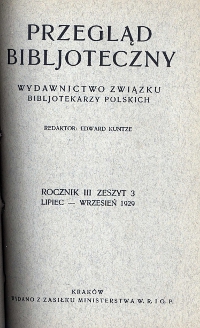 PRZEGLĄD
BIBLJOTECZNY
WYDAWNICTWO ZWIĄZKU
BIBLJOTEKARZY POLSKICH
REDAKTOR: EDWARD KUNTZE
ROCZNIK III ZESZYT 3
LIPIEC — WRZESIEŃ 1929
KRAKÓW
WYDANO Z ZASIŁKU MINISTERSTWA W. R. I O. P.